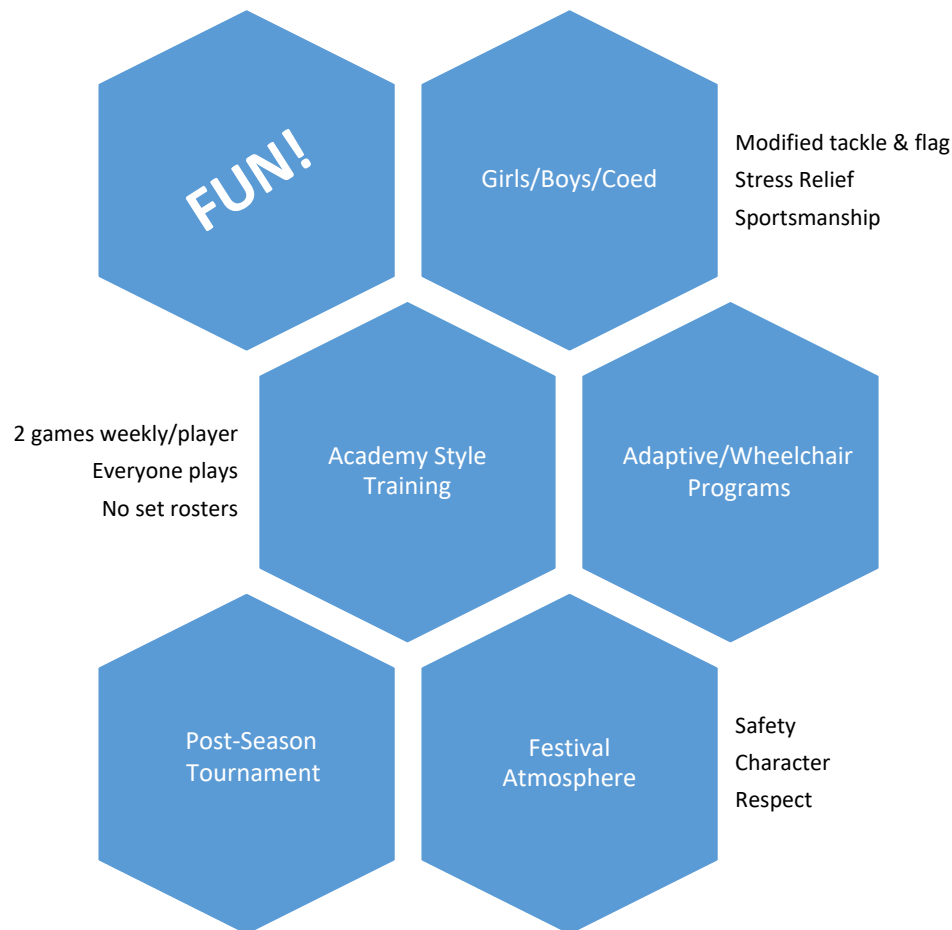 FUN!
Girls/Boys/Coed
Modified tackle & flag
Stress Relief
Sportsmanship
2 games weekly/player
Everyone plays
No set rosters
Academy Style
Training
Adaptive/Wheelchair
Programs
Post-Season
Tournament
Festival
Atmosphere
Safety
Character
Respect